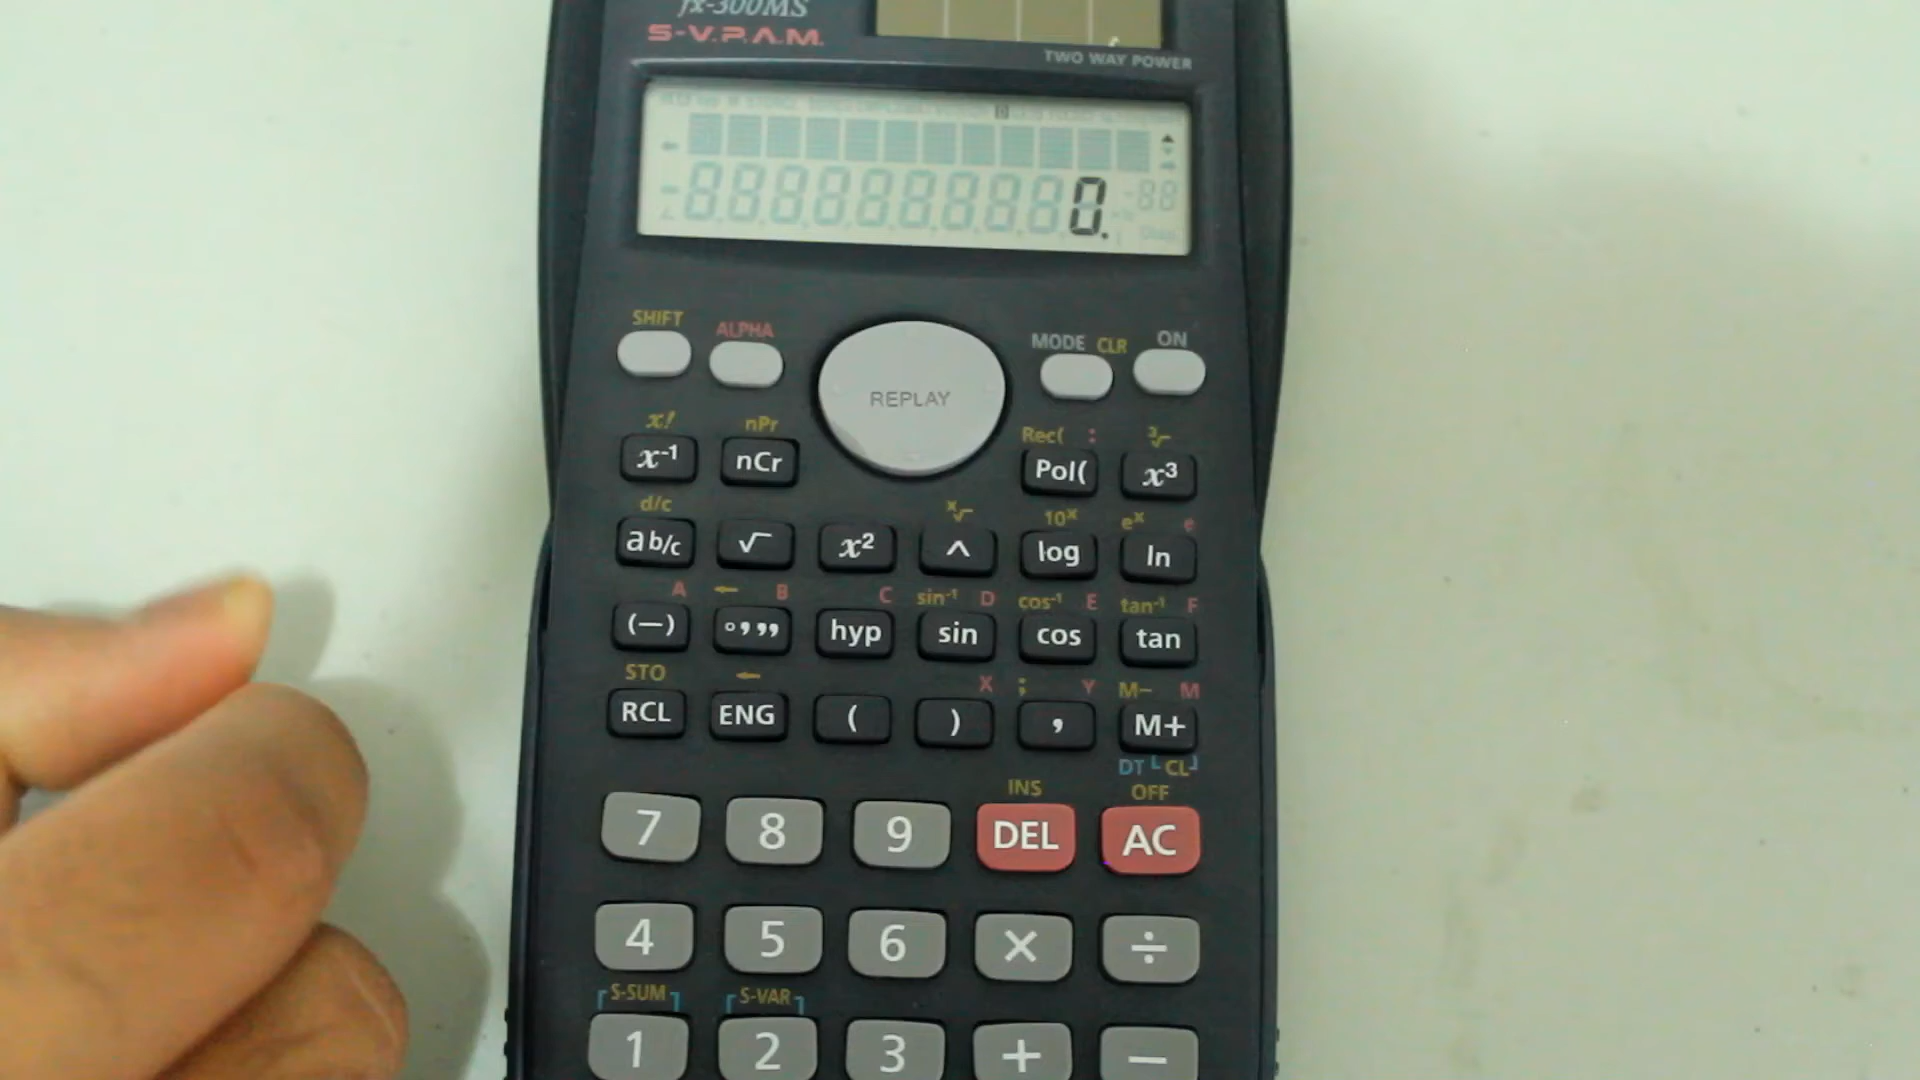 fx-300MS
S-V.P.A.M.
TWO WAY POWER
0.
SHIFT ALPHA MODE CLR ON
REPLAY
x! nPr Rec( : ³√
x⁻¹ nCr Pol( x³
d/c ˣ√ 10ˣ eˣ e
ab/c √ x² ^ log ln
A ← B C sin⁻¹ D cos⁻¹ E tan⁻¹ F
(−) °,,, hyp sin cos tan
STO ← X ; Y M− M
RCL ENG ( ) , M+
DT CL
INS OFF
7 8 9 DEL AC
4 5 6 × ÷
S-SUM S-VAR
1 2 3 + −